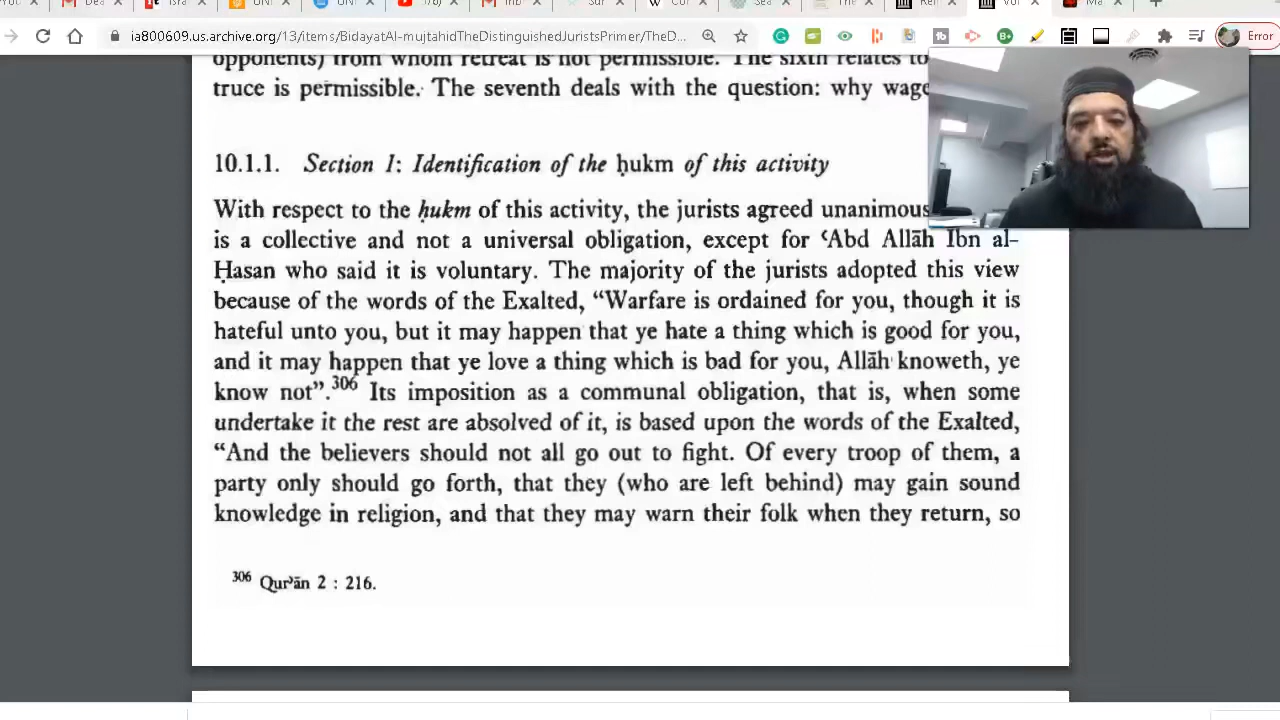 ia800609.us.archive.org/13/items/BidayatAl-mujtahidTheDistinguishedJuristsPrimer/TheD...
Error
opponents) from whom retreat is not permissible. The sixth relates to
truce is permissible. The seventh deals with the question: why wage
10.1.1. Section I: Identification of the ḥukm of this activity
With respect to the ḥukm of this activity, the jurists agreed
is a collective and not a universal obligation, except for ʿAbd Allāh Ibn al-
Ḥasan who said it is voluntary. The majority of the jurists adopted this view
because of the words of the Exalted, “Warfare is ordained for you, though it is
hateful unto you, but it may happen that ye hate a thing which is good for you,
and it may happen that ye love a thing which is bad for you, Allāh knoweth, ye
know not”.306 Its imposition as a communal obligation, that is, when some
undertake it the rest are absolved of it, is based upon the words of the Exalted,
“And the believers should not all go out to fight. Of every troop of them, a
party only should go forth, that they (who are left behind) may gain sound
knowledge in religion, and that they may warn their folk when they return, so
306 Qurʾān 2 : 216.